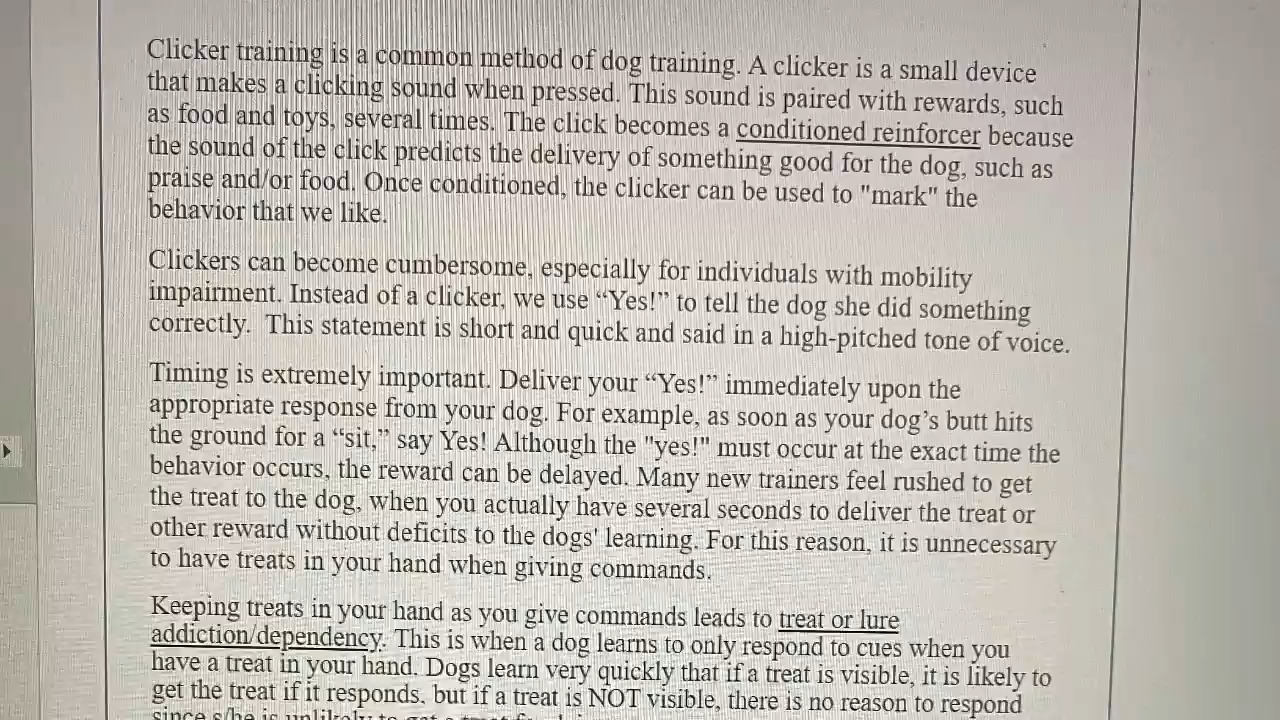 Clicker training is a common method of dog training. A clicker is a small device
that makes a clicking sound when pressed. This sound is paired with rewards, such
as food and toys, several times. The click becomes a conditioned reinforcer because
the sound of the click predicts the delivery of something good for the dog, such as
praise and/or food. Once conditioned, the clicker can be used to "mark" the
behavior that we like.
Clickers can become cumbersome, especially for individuals with mobility
impairment. Instead of a clicker, we use “Yes!” to tell the dog she did something
correctly.  This statement is short and quick and said in a high-pitched tone of voice.
Timing is extremely important. Deliver your “Yes!” immediately upon the
appropriate response from your dog. For example, as soon as your dog’s butt hits
the ground for a “sit,” say Yes! Although the "yes!" must occur at the exact time the
behavior occurs, the reward can be delayed. Many new trainers feel rushed to get
the treat to the dog, when you actually have several seconds to deliver the treat or
other reward without deficits to the dogs' learning. For this reason, it is unnecessary
to have treats in your hand when giving commands.
Keeping treats in your hand as you give commands leads to treat or lure
addiction/dependency. This is when a dog learns to only respond to cues when you
have a treat in your hand. Dogs learn very quickly that if a treat is visible, it is likely to
get the treat if it responds, but if a treat is NOT visible, there is no reason to respond
since s/he is unlikely to get a treat